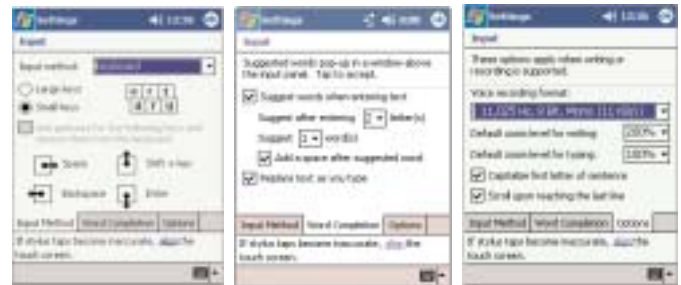 Settings
Input
Input method: Keyboard
Large keys
Small keys
Space
Shift + key
Backspace
Enter
Input Method Word Completion Options
If stylus taps become inaccurate, align the
touch screen.
Settings
Input
Suggested words pop-up in a window above
the input panel. Tap to accept.
Suggest words when entering text
Suggest after entering 2 letter(s)
Suggest word(s)
Add a space after suggested word
Replace text as you type
Input Method Word Completion Options
If stylus taps become inaccurate, align the
touch screen.
Settings
Input
These options apply when writing or
recording is supported.
Voice recording format:
Default zoom level for writing: 200%
Default zoom level for typing: 100%
Capitalize first letter of sentence
Scroll upon reaching the last line
Input Method Word Completion Options
If stylus taps become inaccurate, align the
touch screen.